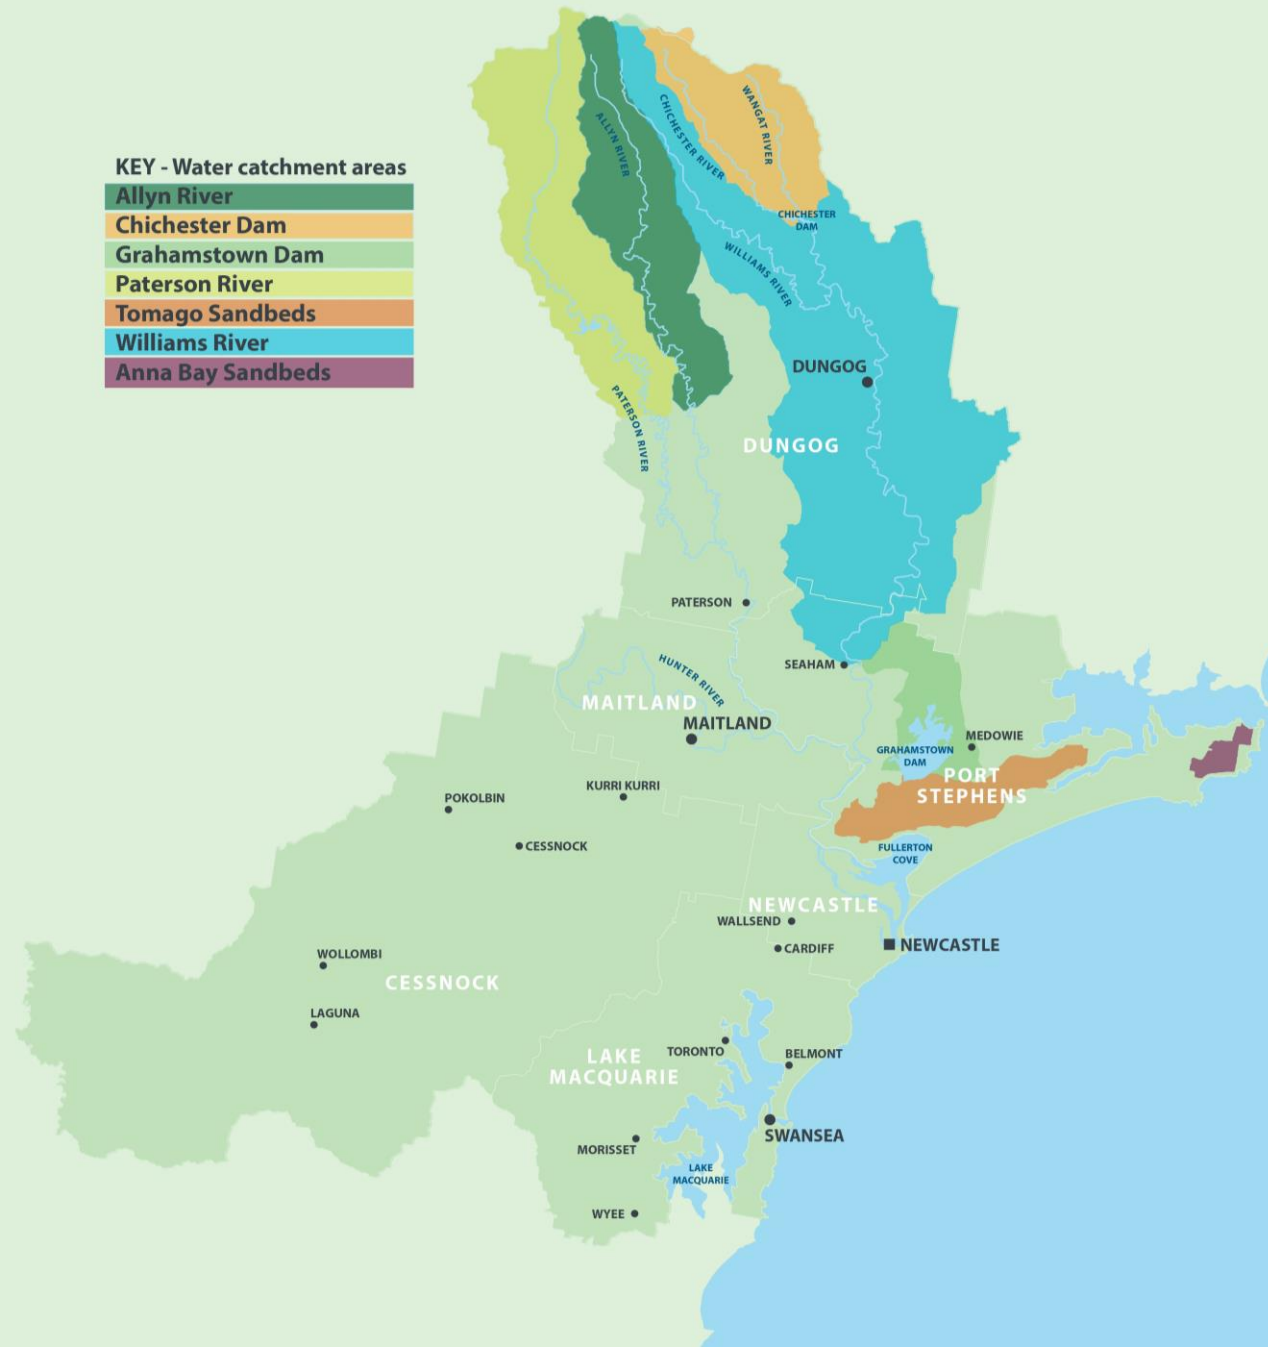 KEY - Water catchment areas
Allyn River
Chichester Dam
Grahamstown Dam
Paterson River
Tomago Sandbeds
Williams River
Anna Bay Sandbeds
ALLYN RIVER
CHICHESTER RIVER
WANGAT RIVER
CHICHESTER
DAM
WILLIAMS RIVER
DUNGOG
PATERSON RIVER
DUNGOG
PATERSON
SEAHAM
HUNTER RIVER
MAITLAND
MAITLAND
MEDOWIE
GRAHAMSTOWN
DAM
PORT
STEPHENS
KURRI KURRI
POKOLBIN
CESSNOCK
FULLERTON
COVE
NEWCASTLE
WALLSEND
CARDIFF
NEWCASTLE
WOLLOMBI
CESSNOCK
LAGUNA
TORONTO
BELMONT
LAKE
MACQUARIE
SWANSEA
MORISSET
LAKE
MACQUARIE
WYEE